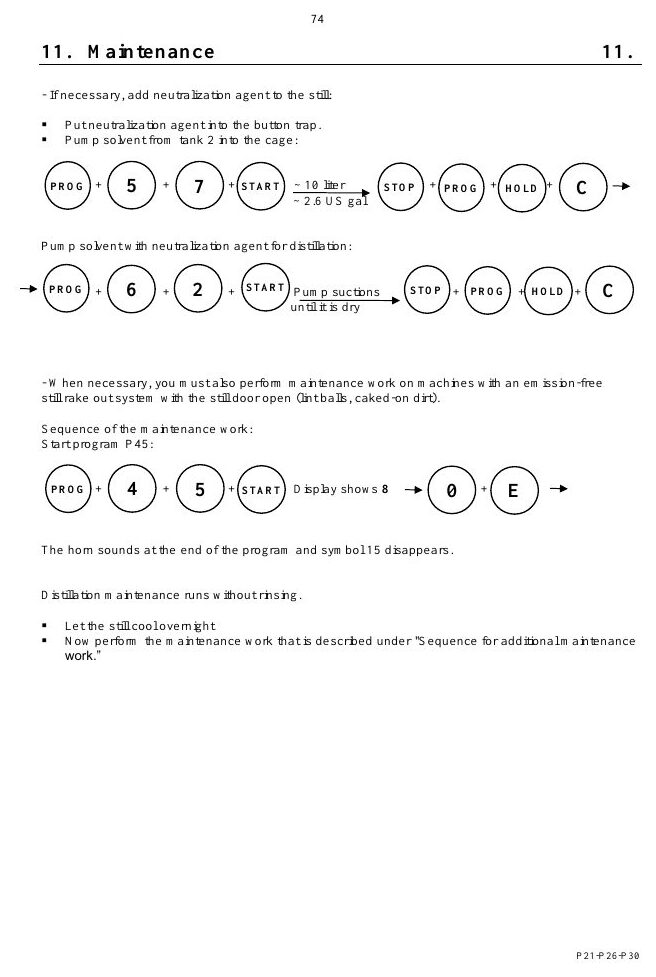 74
11. Maintenance 11.
- If necessary, add neutralization agent to the still:
▪ Put neutralization agent into the button trap.
▪ Pump solvent from tank 2 into the cage:
PROG + 5 + 7 + START ~ 10 liter ~ 2.6 US gal STOP + PROG + HOLD + C
Pump solvent with neutralization agent for distillation:
PROG + 6 + 2 + START Pump suctions until it is dry STOP + PROG + HOLD + C
- When necessary, you must also perform maintenance work on machines with an emission-free
still rake out system with the still door open (lint balls, caked-on dirt).
Sequence of the maintenance work:
Start program P45:
PROG + 4 + 5 + START Display shows 8 0 + E
The horn sounds at the end of the program and symbol 15 disappears.
Distillation maintenance runs without rinsing.
▪ Let the still cool overnight
▪ Now perform the maintenance work that is described under "Sequence for additional maintenance
work."
P21-P26-P30